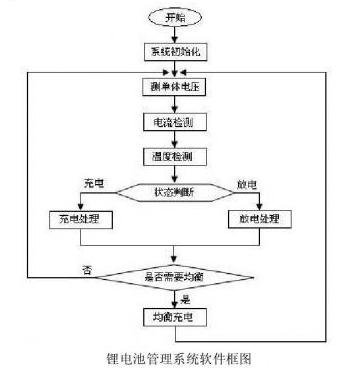 开始
系统初始化
测单体电压
电流检测
温度检测
充电
状态判断
放电
充电处理
放电处理
否
是否需要均衡
是
均衡充电
锂电池管理系统软件框图